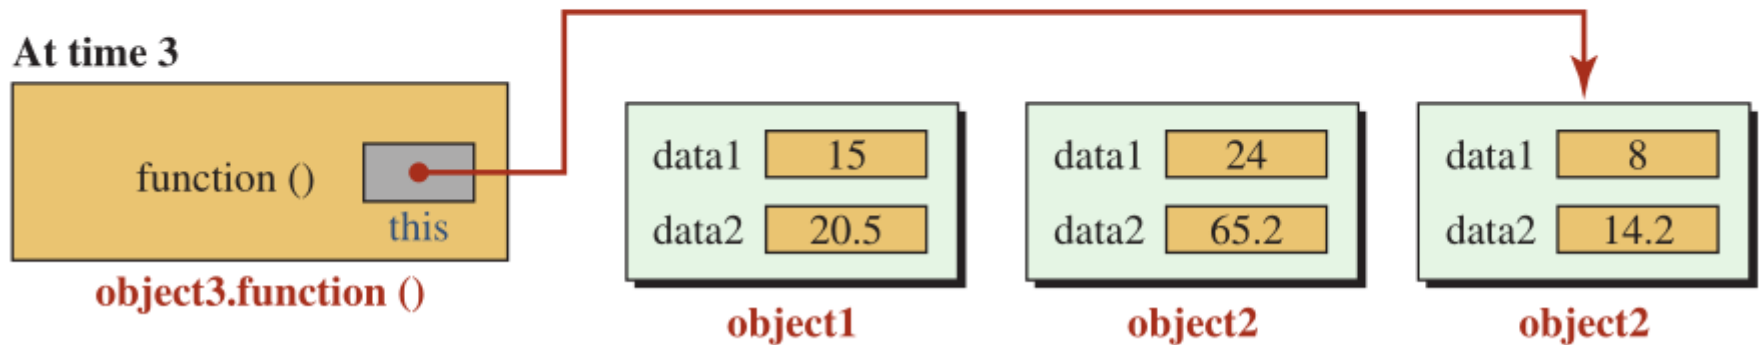 At time 3
function ()
this
object3.function ()
data1 15
data2 20.5
object1
data1 24
data2 65.2
object2
data1 8
data2 14.2
object2